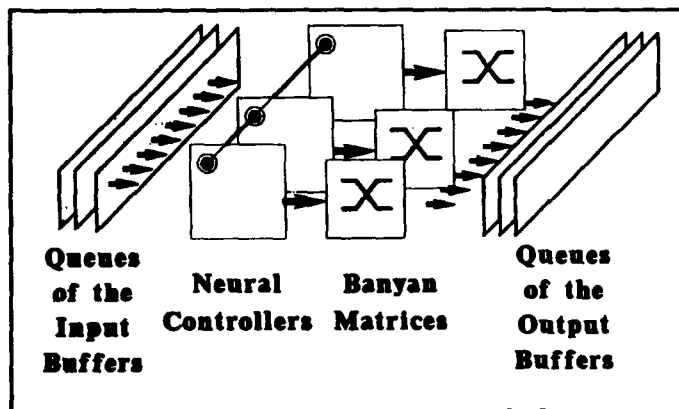 Queues
of the
Input
Buffers
Neural
Controllers
Banyan
Matrices
Queues
of the
Output
Buffers